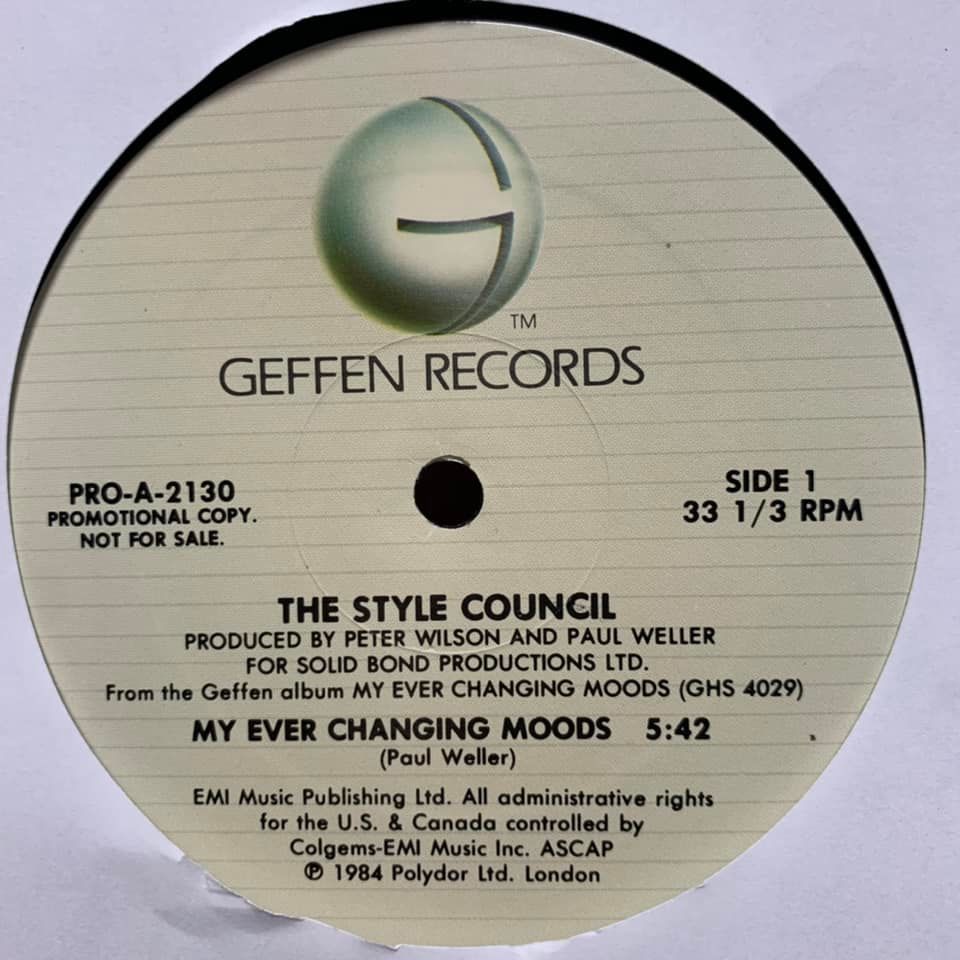 TM
GEFFEN RECORDS
PRO-A-2130
PROMOTIONAL COPY.
NOT FOR SALE.
SIDE 1
33 1/3 RPM
THE STYLE COUNCIL
PRODUCED BY PETER WILSON AND PAUL WELLER
FOR SOLID BOND PRODUCTIONS LTD.
From the Geffen album MY EVER CHANGING MOODS (GHS 4029)
MY EVER CHANGING MOODS 5:42
(Paul Weller)
EMI Music Publishing Ltd. All administrative rights
for the U.S. & Canada controlled by
Colgems-EMI Music Inc. ASCAP
℗ 1984 Polydor Ltd. London